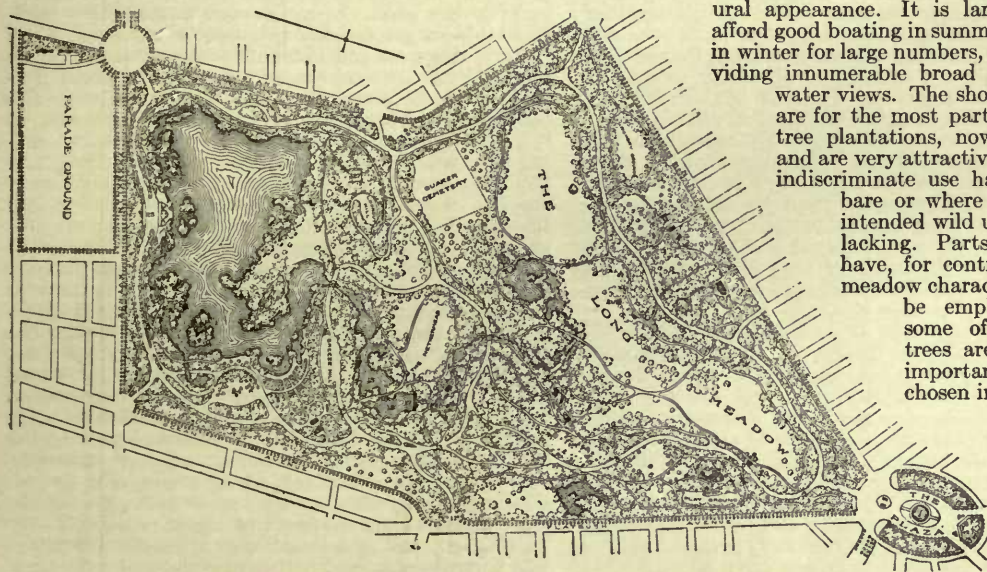 ural appearance. It is lar
afford good boating in summ
in winter for large numbers,
viding innumerable broad
water views. The sho
are for the most part
tree plantations, now
and are very attractiv
indiscriminate use ha
bare or where
intended wild u
lacking. Parts
have, for contr
meadow charac
be emp
some of
trees are
importan
chosen in
PARADE GROUND
QUAKER
CEMETERY
THE
LONG
MEADOW
PLAY GROUND
AVENUE
THE
PLAZA